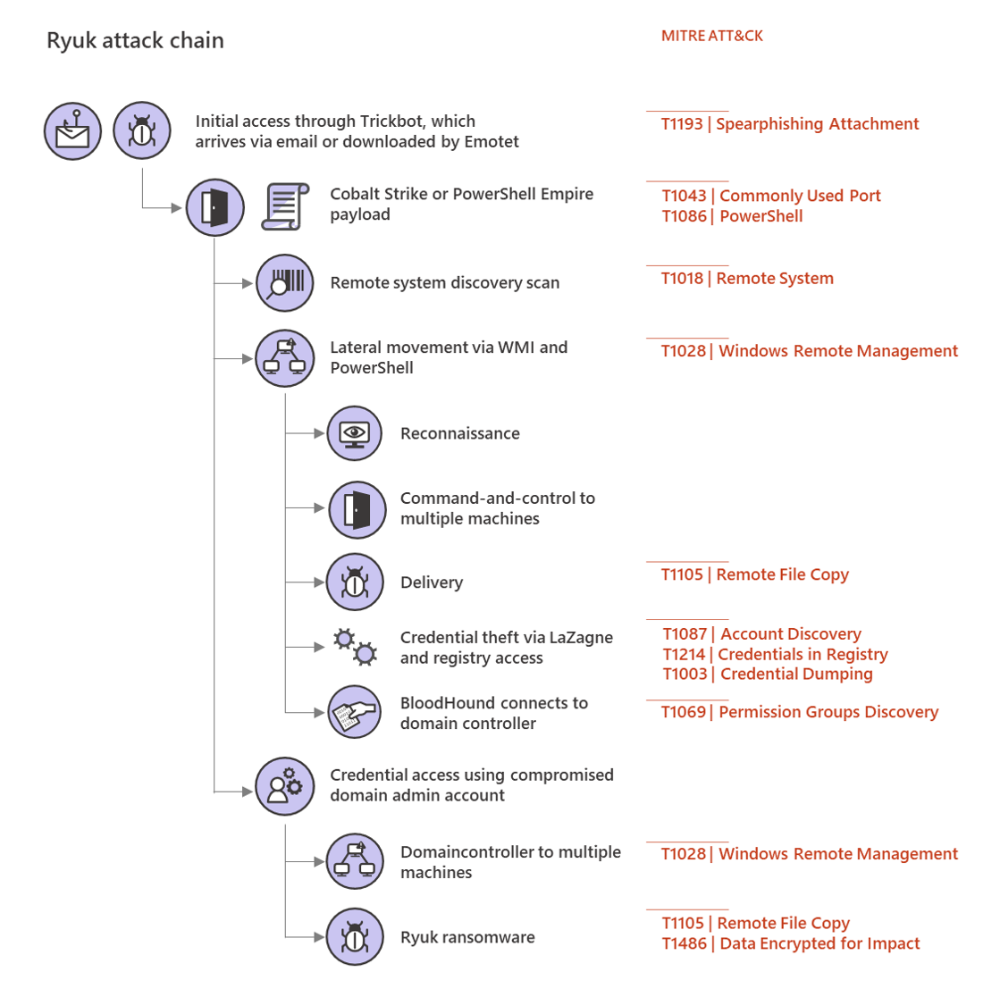 Ryuk attack chain
MITRE ATT&CK
Initial access through Trickbot, which
arrives via email or downloaded by Emotet
T1193 | Spearphishing Attachment
Cobalt Strike or PowerShell Empire
payload
T1043 | Commonly Used Port
T1086 | PowerShell
Remote system discovery scan
T1018 | Remote System
Lateral movement via WMI and
PowerShell
T1028 | Windows Remote Management
Reconnaissance
Command-and-control to
multiple machines
Delivery
T1105 | Remote File Copy
Credential theft via LaZagne
and registry access
T1087 | Account Discovery
T1214 | Credentials in Registry
T1003 | Credential Dumping
BloodHound connects to
domain controller
T1069 | Permission Groups Discovery
Credential access using compromised
domain admin account
Domaincontroller to multiple
machines
T1028 | Windows Remote Management
Ryuk ransomware
T1105 | Remote File Copy
T1486 | Data Encrypted for Impact